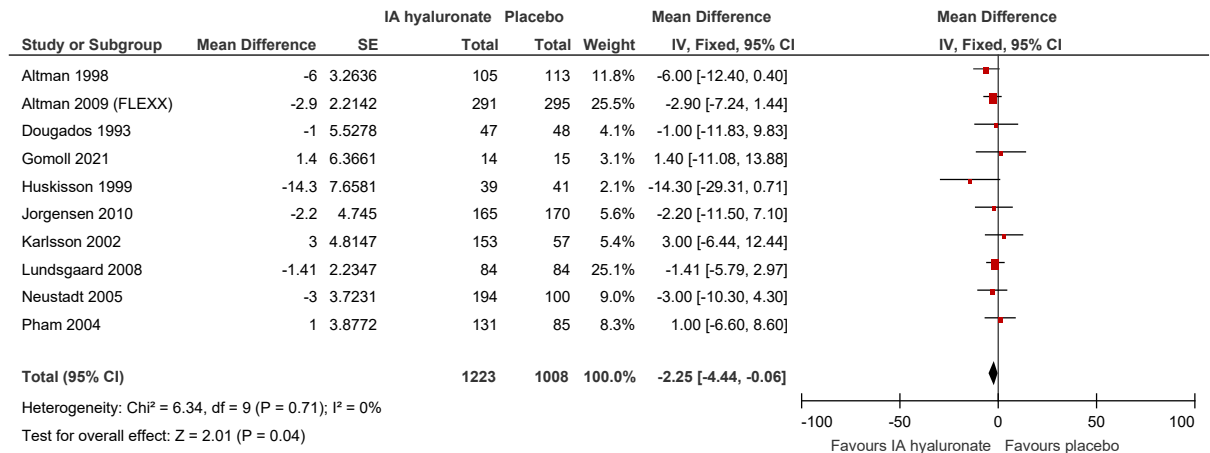 IA hyaluronate Placebo Mean Difference Mean Difference
Study or Subgroup Mean Difference SE Total Total Weight IV, Fixed, 95% CI IV, Fixed, 95% CI
Altman 1998 -6 3.2636 105 113 11.8% -6.00 [-12.40, 0.40]
Altman 2009 (FLEXX) -2.9 2.2142 291 295 25.5% -2.90 [-7.24, 1.44]
Dougados 1993 -1 5.5278 47 48 4.1% -1.00 [-11.83, 9.83]
Gomoll 2021 1.4 6.3661 14 15 3.1% 1.40 [-11.08, 13.88]
Huskisson 1999 -14.3 7.6581 39 41 2.1% -14.30 [-29.31, 0.71]
Jorgensen 2010 -2.2 4.745 165 170 5.6% -2.20 [-11.50, 7.10]
Karlsson 2002 3 4.8147 153 57 5.4% 3.00 [-6.44, 12.44]
Lundsgaard 2008 -1.41 2.2347 84 84 25.1% -1.41 [-5.79, 2.97]
Neustadt 2005 -3 3.7231 194 100 9.0% -3.00 [-10.30, 4.30]
Pham 2004 1 3.8772 131 85 8.3% 1.00 [-6.60, 8.60]
Total (95% CI) 1223 1008 100.0% -2.25 [-4.44, -0.06]
Heterogeneity: Chi² = 6.34, df = 9 (P = 0.71); I² = 0%
Test for overall effect: Z = 2.01 (P = 0.04)
-100 -50 0 50 100
Favours IA hyaluronate Favours placebo